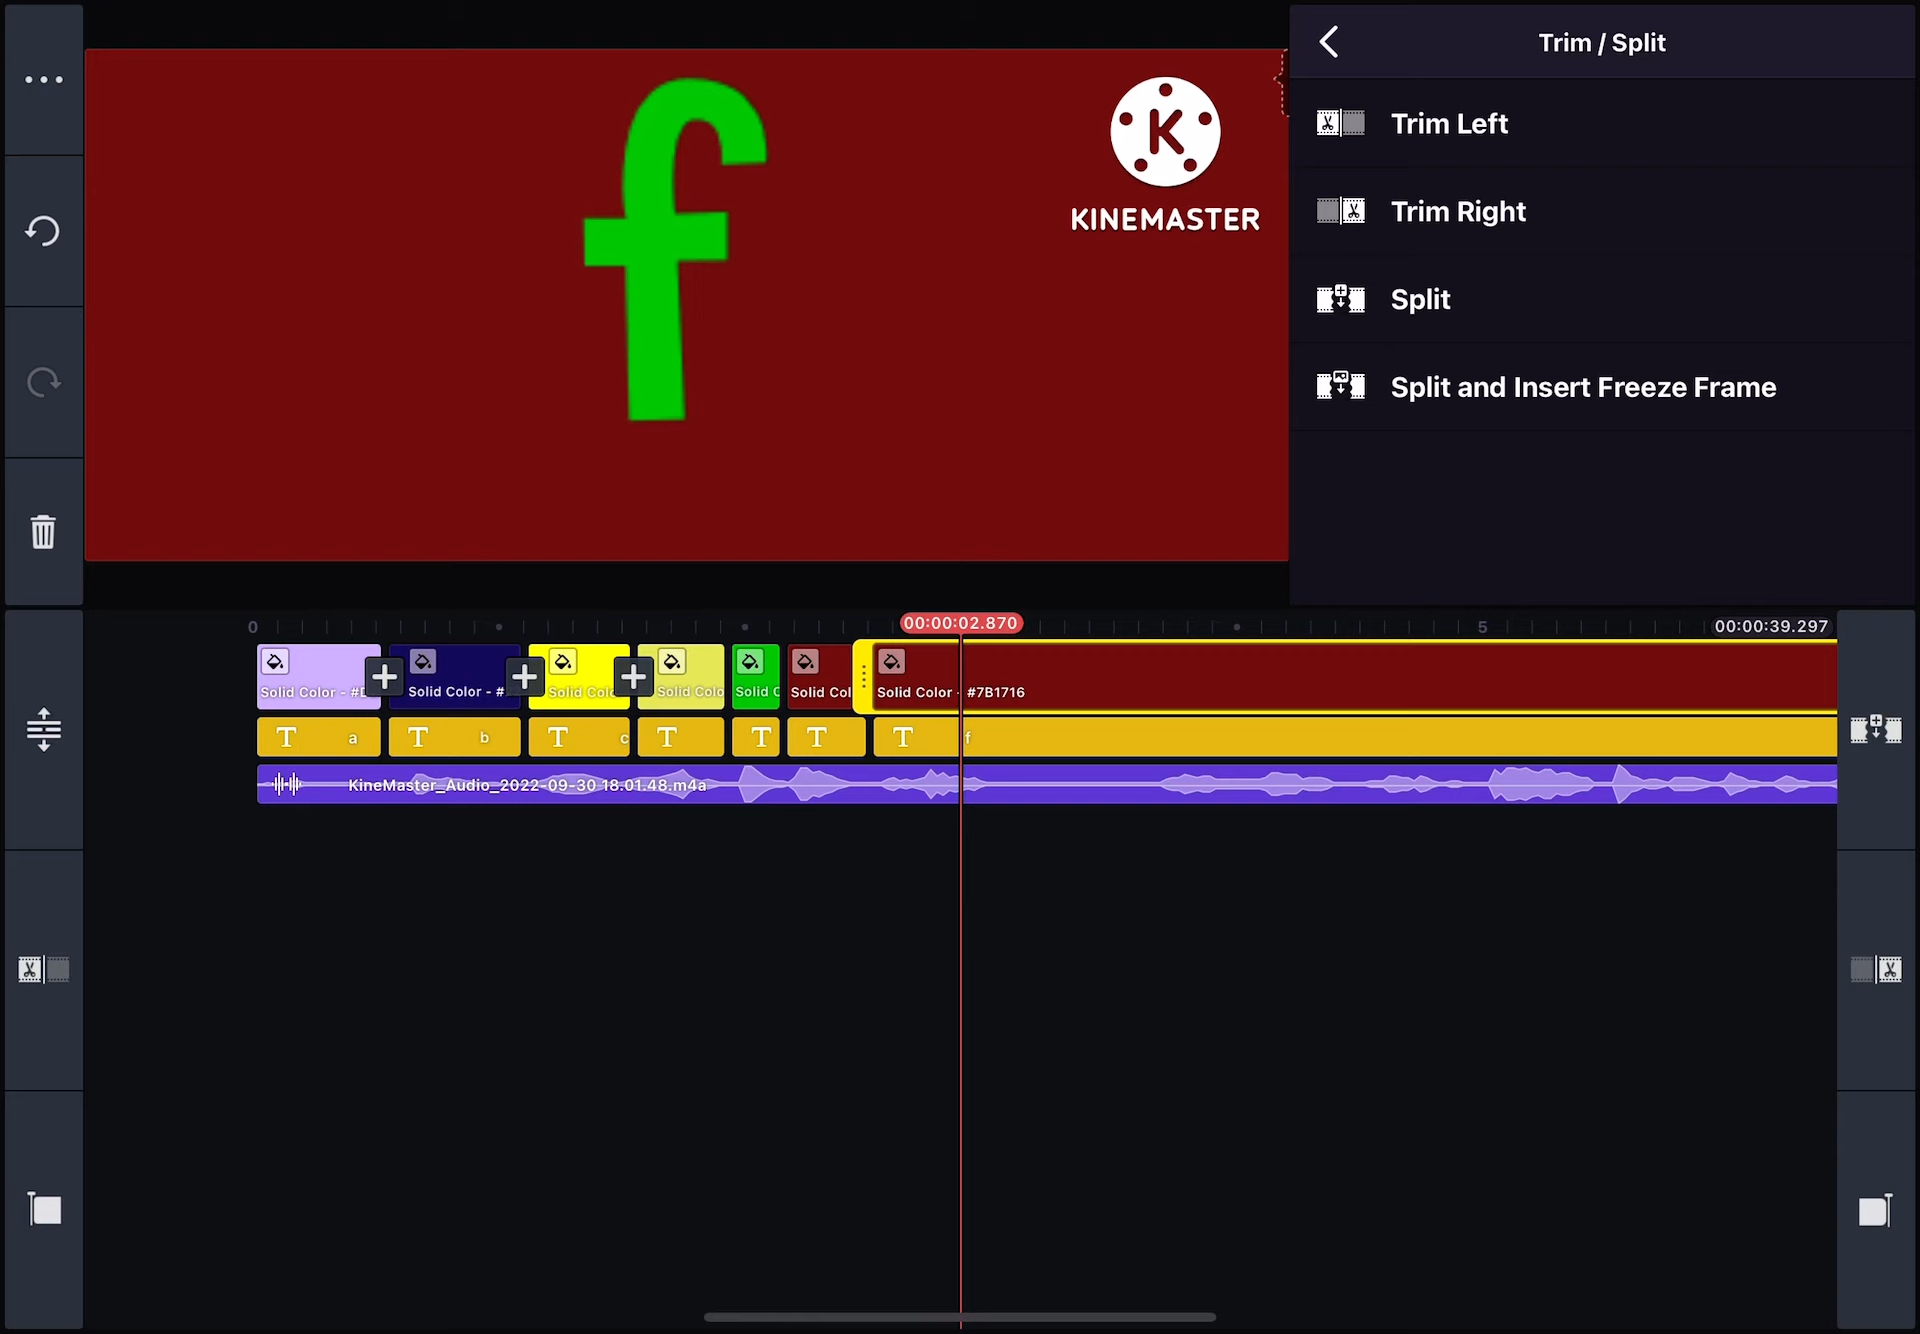 Trim / Split
f
K
KINEMASTER
Trim Left
Trim Right
Split
Split and Insert Freeze Frame
0
00:00:02.870
5
00:00:39.297
Solid Color - #
Solid Color - #
Solid Colo
Solid Colo
Solid C
Solid Col
Solid Color - #7B1716
T a
T b
T c
T
T
T
T f
KineMaster_Audio_2022-09-30 18.01.48.m4a